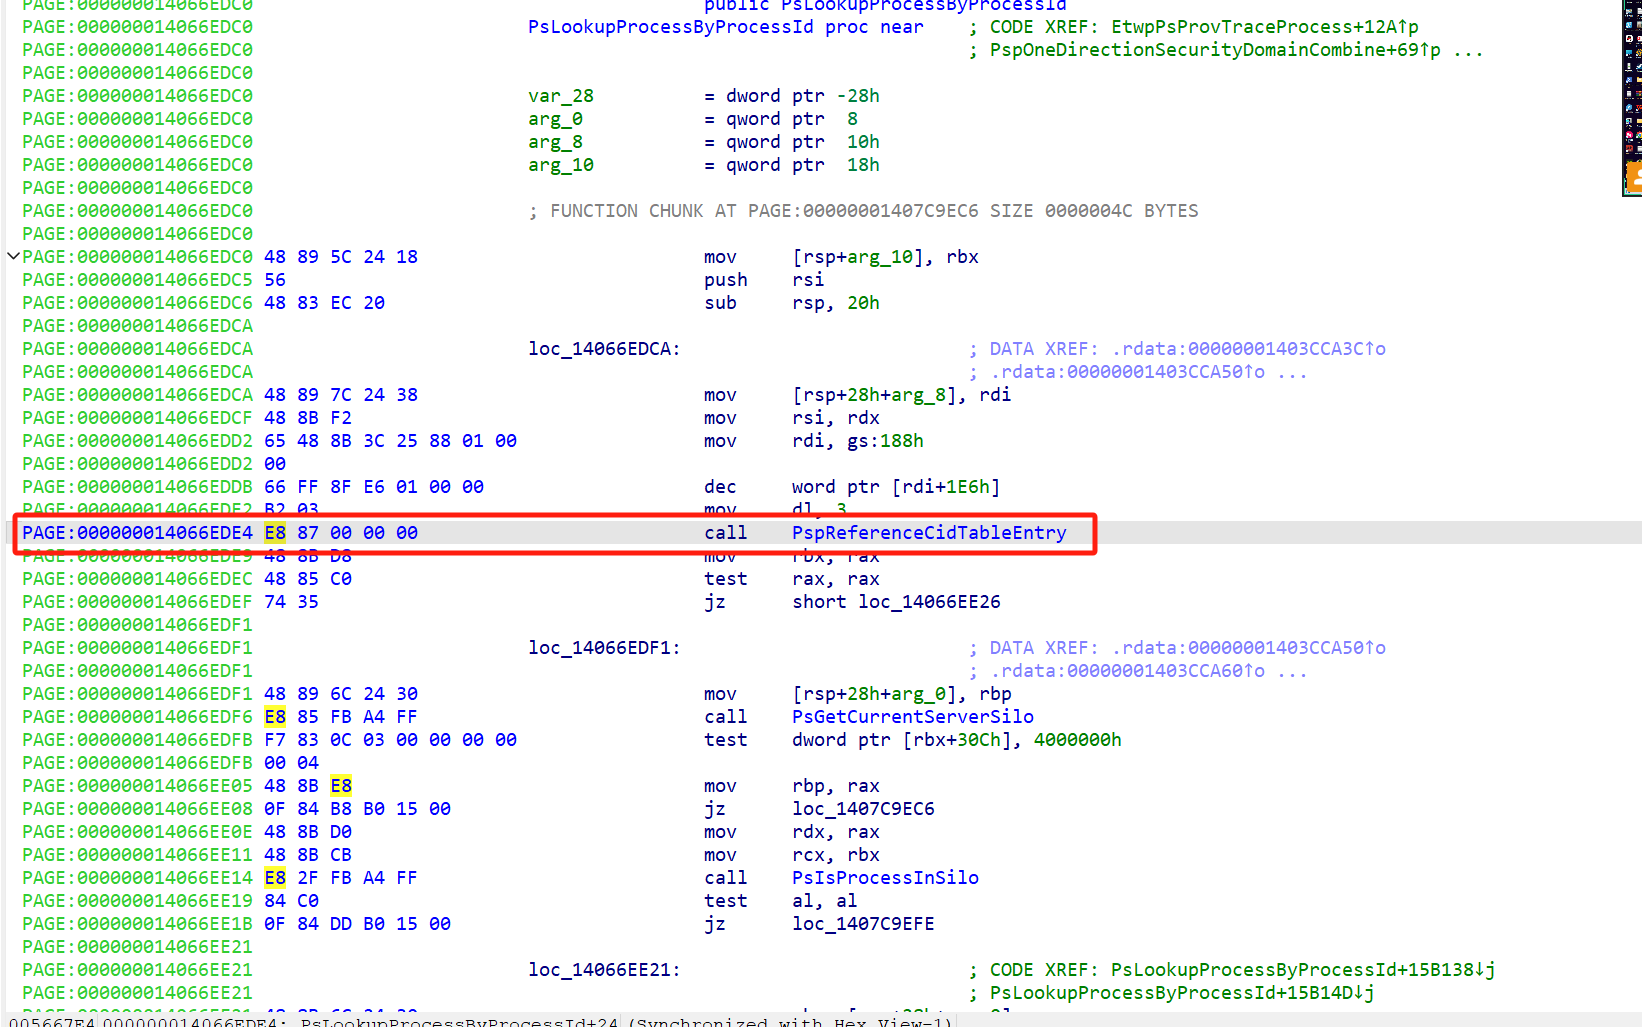 PAGE:000000014066EDC0 public PsLookupProcessByProcessId
PAGE:000000014066EDC0 PsLookupProcessByProcessId proc near ; CODE XREF: EtwpPsProvTraceProcess+12A↑p
PAGE:000000014066EDC0 ; PspOneDirectionSecurityDomainCombine+69↑p ...
PAGE:000000014066EDC0
PAGE:000000014066EDC0 var_28 = dword ptr -28h
PAGE:000000014066EDC0 arg_0 = qword ptr 8
PAGE:000000014066EDC0 arg_8 = qword ptr 10h
PAGE:000000014066EDC0 arg_10 = qword ptr 18h
PAGE:000000014066EDC0
PAGE:000000014066EDC0 ; FUNCTION CHUNK AT PAGE:00000001407C9EC6 SIZE 0000004C BYTES
PAGE:000000014066EDC0
PAGE:000000014066EDC0 48 89 5C 24 18 mov [rsp+arg_10], rbx
PAGE:000000014066EDC5 56 push rsi
PAGE:000000014066EDC6 48 83 EC 20 sub rsp, 20h
PAGE:000000014066EDCA
PAGE:000000014066EDCA loc_14066EDCA: ; DATA XREF: .rdata:00000001403CCA3C↑o
PAGE:000000014066EDCA ; .rdata:00000001403CCA50↑o ...
PAGE:000000014066EDCA 48 89 7C 24 38 mov [rsp+28h+arg_8], rdi
PAGE:000000014066EDCF 48 8B F2 mov rsi, rdx
PAGE:000000014066EDD2 65 48 8B 3C 25 88 01 00 mov rdi, gs:188h
PAGE:000000014066EDD2 00
PAGE:000000014066EDDB 66 FF 8F E6 01 00 00 dec word ptr [rdi+1E6h]
PAGE:000000014066EDE2 B2 03 mov dl, 3
PAGE:000000014066EDE4 E8 87 00 00 00 call PspReferenceCidTableEntry
PAGE:000000014066EDE9 48 8B D8 mov rbx, rax
PAGE:000000014066EDEC 48 85 C0 test rax, rax
PAGE:000000014066EDEF 74 35 jz short loc_14066EE26
PAGE:000000014066EDF1
PAGE:000000014066EDF1 loc_14066EDF1: ; DATA XREF: .rdata:00000001403CCA50↑o
PAGE:000000014066EDF1 ; .rdata:00000001403CCA60↑o ...
PAGE:000000014066EDF1 48 89 6C 24 30 mov [rsp+28h+arg_0], rbp
PAGE:000000014066EDF6 E8 85 FB A4 FF call PsGetCurrentServerSilo
PAGE:000000014066EDFB F7 83 0C 03 00 00 00 00 test dword ptr [rbx+30Ch], 4000000h
PAGE:000000014066EDFB 00 04
PAGE:000000014066EE05 48 8B E8 mov rbp, rax
PAGE:000000014066EE08 0F 84 B8 B0 15 00 jz loc_1407C9EC6
PAGE:000000014066EE0E 48 8B D0 mov rdx, rax
PAGE:000000014066EE11 48 8B CB mov rcx, rbx
PAGE:000000014066EE14 E8 2F FB A4 FF call PsIsProcessInSilo
PAGE:000000014066EE19 84 C0 test al, al
PAGE:000000014066EE1B 0F 84 DD B0 15 00 jz loc_1407C9EFE
PAGE:000000014066EE21
PAGE:000000014066EE21 loc_14066EE21: ; CODE XREF: PsLookupProcessByProcessId+15B138↓j
PAGE:000000014066EE21 ; PsLookupProcessByProcessId+15B14D↓j
005667E4 000000014066EDE4: PsLookupProcessByProcessId+24 (Synchronized with Hex View-1)